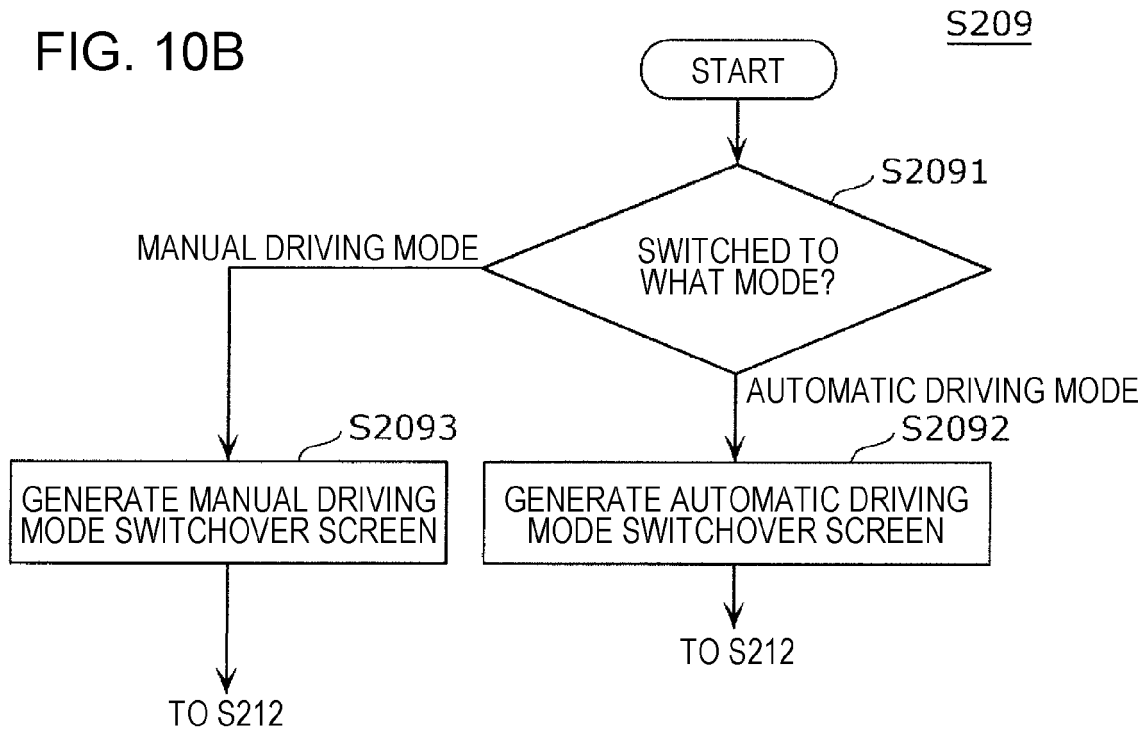 FIG. 10B
S209
START
S2091
SWITCHED TO
WHAT MODE?
MANUAL DRIVING MODE
AUTOMATIC DRIVING MODE
S2093
S2092
GENERATE MANUAL DRIVING
MODE SWITCHOVER SCREEN
GENERATE AUTOMATIC DRIVING
MODE SWITCHOVER SCREEN
TO S212
TO S212